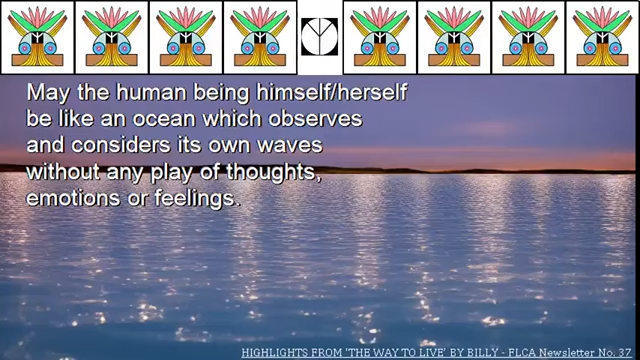 May the human being himself/herself
be like an ocean which observes
and considers its own waves
without any play of thoughts,
emotions or feelings.
HIGHLIGHTS FROM 'THE WAY TO LIVE' BY BILLY - FLCA Newsletter No. 37